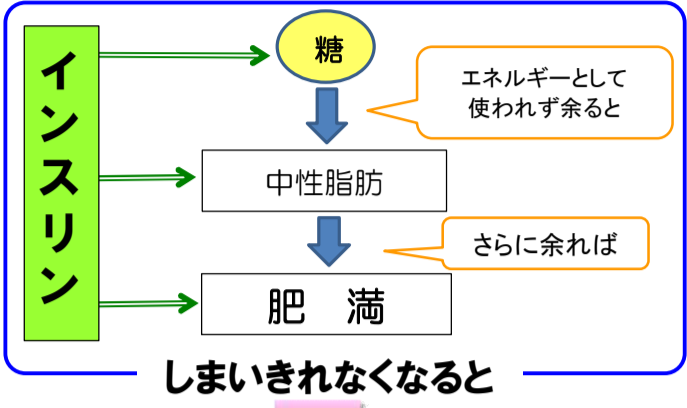 インスリン
糖
エネルギーとして
使われず余ると
中性脂肪
さらに余れば
肥　満
しまいきれなくなると